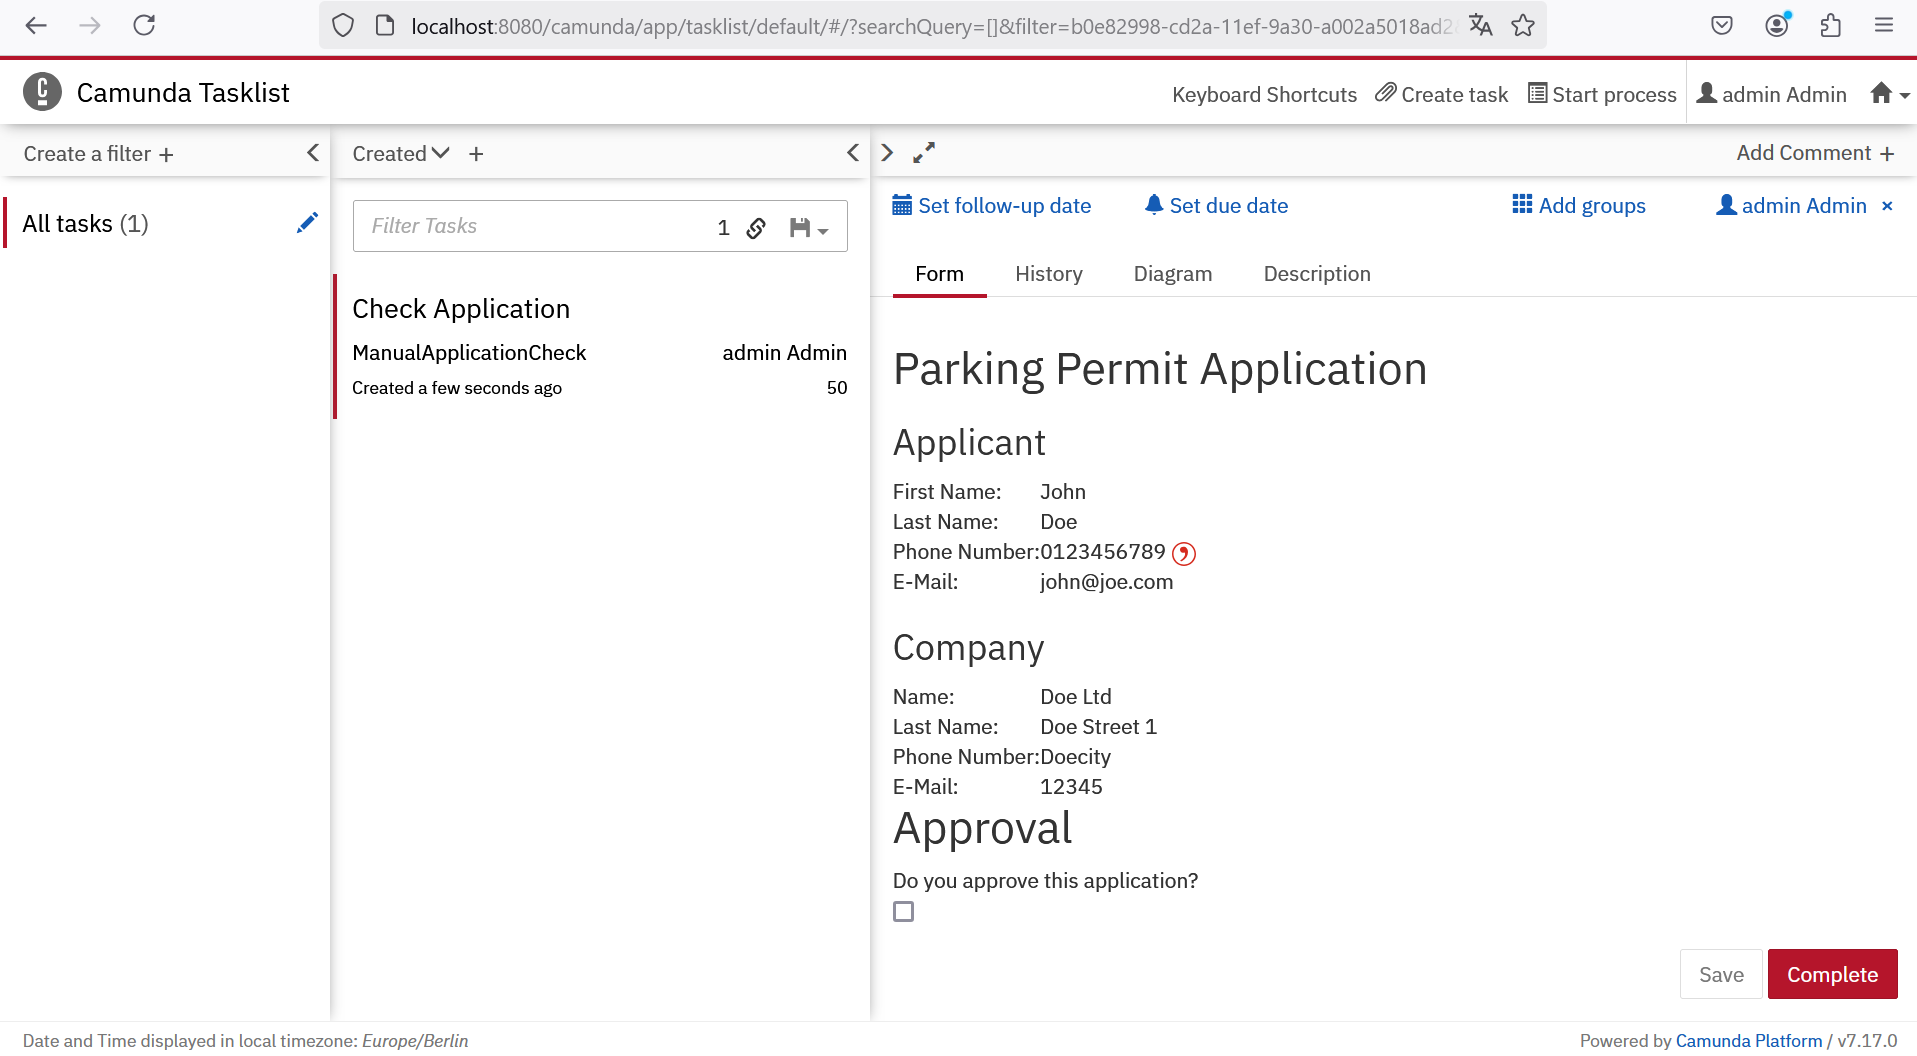 localhost:8080/camunda/app/tasklist/default/#/?searchQuery=[]&filter=b0e82998-cd2a-11ef-9a30-a002a5018ad2
Camunda Tasklist
Keyboard Shortcuts Create task Start process admin Admin
Create a filter +
Created +
Add Comment +
All tasks (1)
Filter Tasks 1
Set follow-up date Set due date Add groups admin Admin ×
Form History Diagram Description
Check Application
ManualApplicationCheck admin Admin
Created a few seconds ago 50
Parking Permit Application
Applicant
First Name: John
Last Name: Doe
Phone Number:0123456789
E-Mail: john@joe.com
Company
Name: Doe Ltd
Last Name: Doe Street 1
Phone Number:Doecity
E-Mail: 12345
Approval
Do you approve this application?
Save Complete
Date and Time displayed in local timezone: Europe/Berlin
Powered by Camunda Platform / v7.17.0